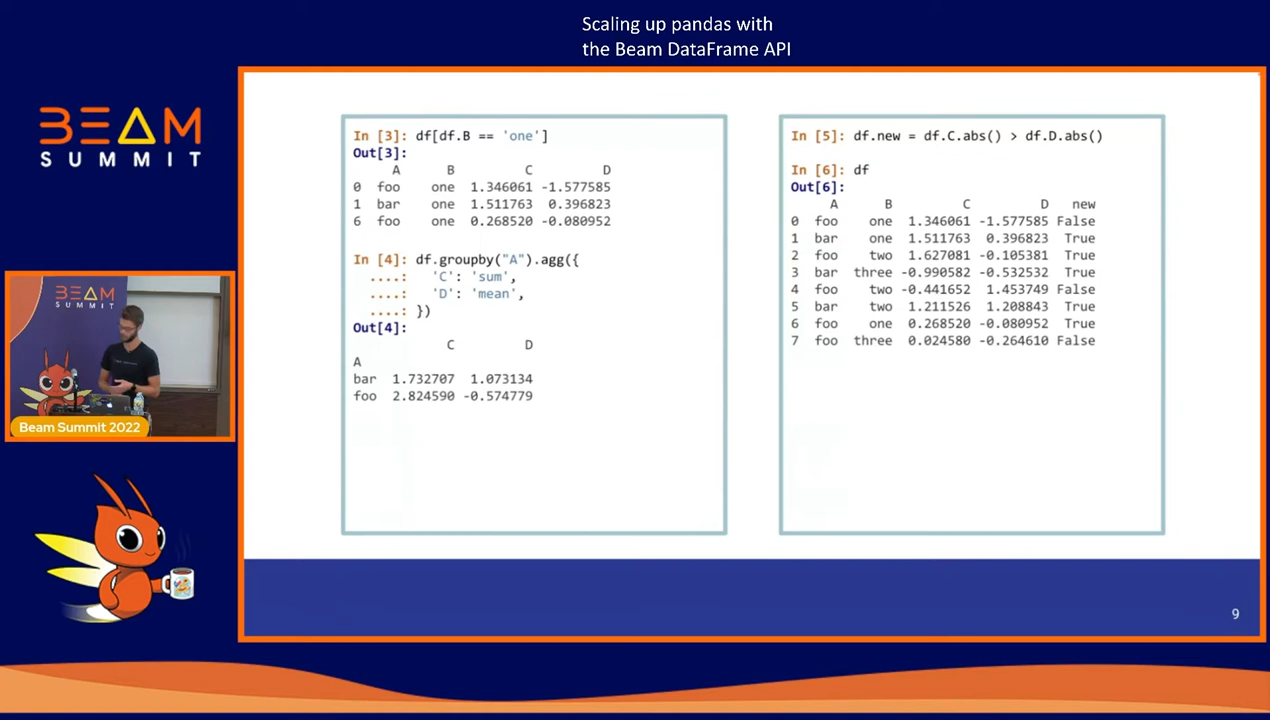 Scaling up pandas with
the Beam DataFrame API
BEAM
SUMMIT
In [3]: df[df.B == 'one']
Out[3]:
A B C D
0 foo one 1.346061 -1.577585
1 bar one 1.511763 0.396823
6 foo one 0.268520 -0.080952
In [4]: df.groupby("A").agg({
....: 'C': 'sum',
....: 'D': 'mean',
....: })
Out[4]:
C D
A
bar 1.732707 1.073134
foo 2.824590 -0.574779
In [5]: df.new = df.C.abs() > df.D.abs()
In [6]: df
Out[6]:
A B C D new
0 foo one 1.346061 -1.577585 False
1 bar one 1.511763 0.396823 True
2 foo two 1.627081 -0.105381 True
3 bar three -0.990582 -0.532532 True
4 foo two -0.441652 1.453749 False
5 bar two 1.211526 1.208843 True
6 foo one 0.268520 -0.080952 True
7 foo three 0.024580 -0.264610 False
BEAM
SUMMIT
Beam Summit 2022
9